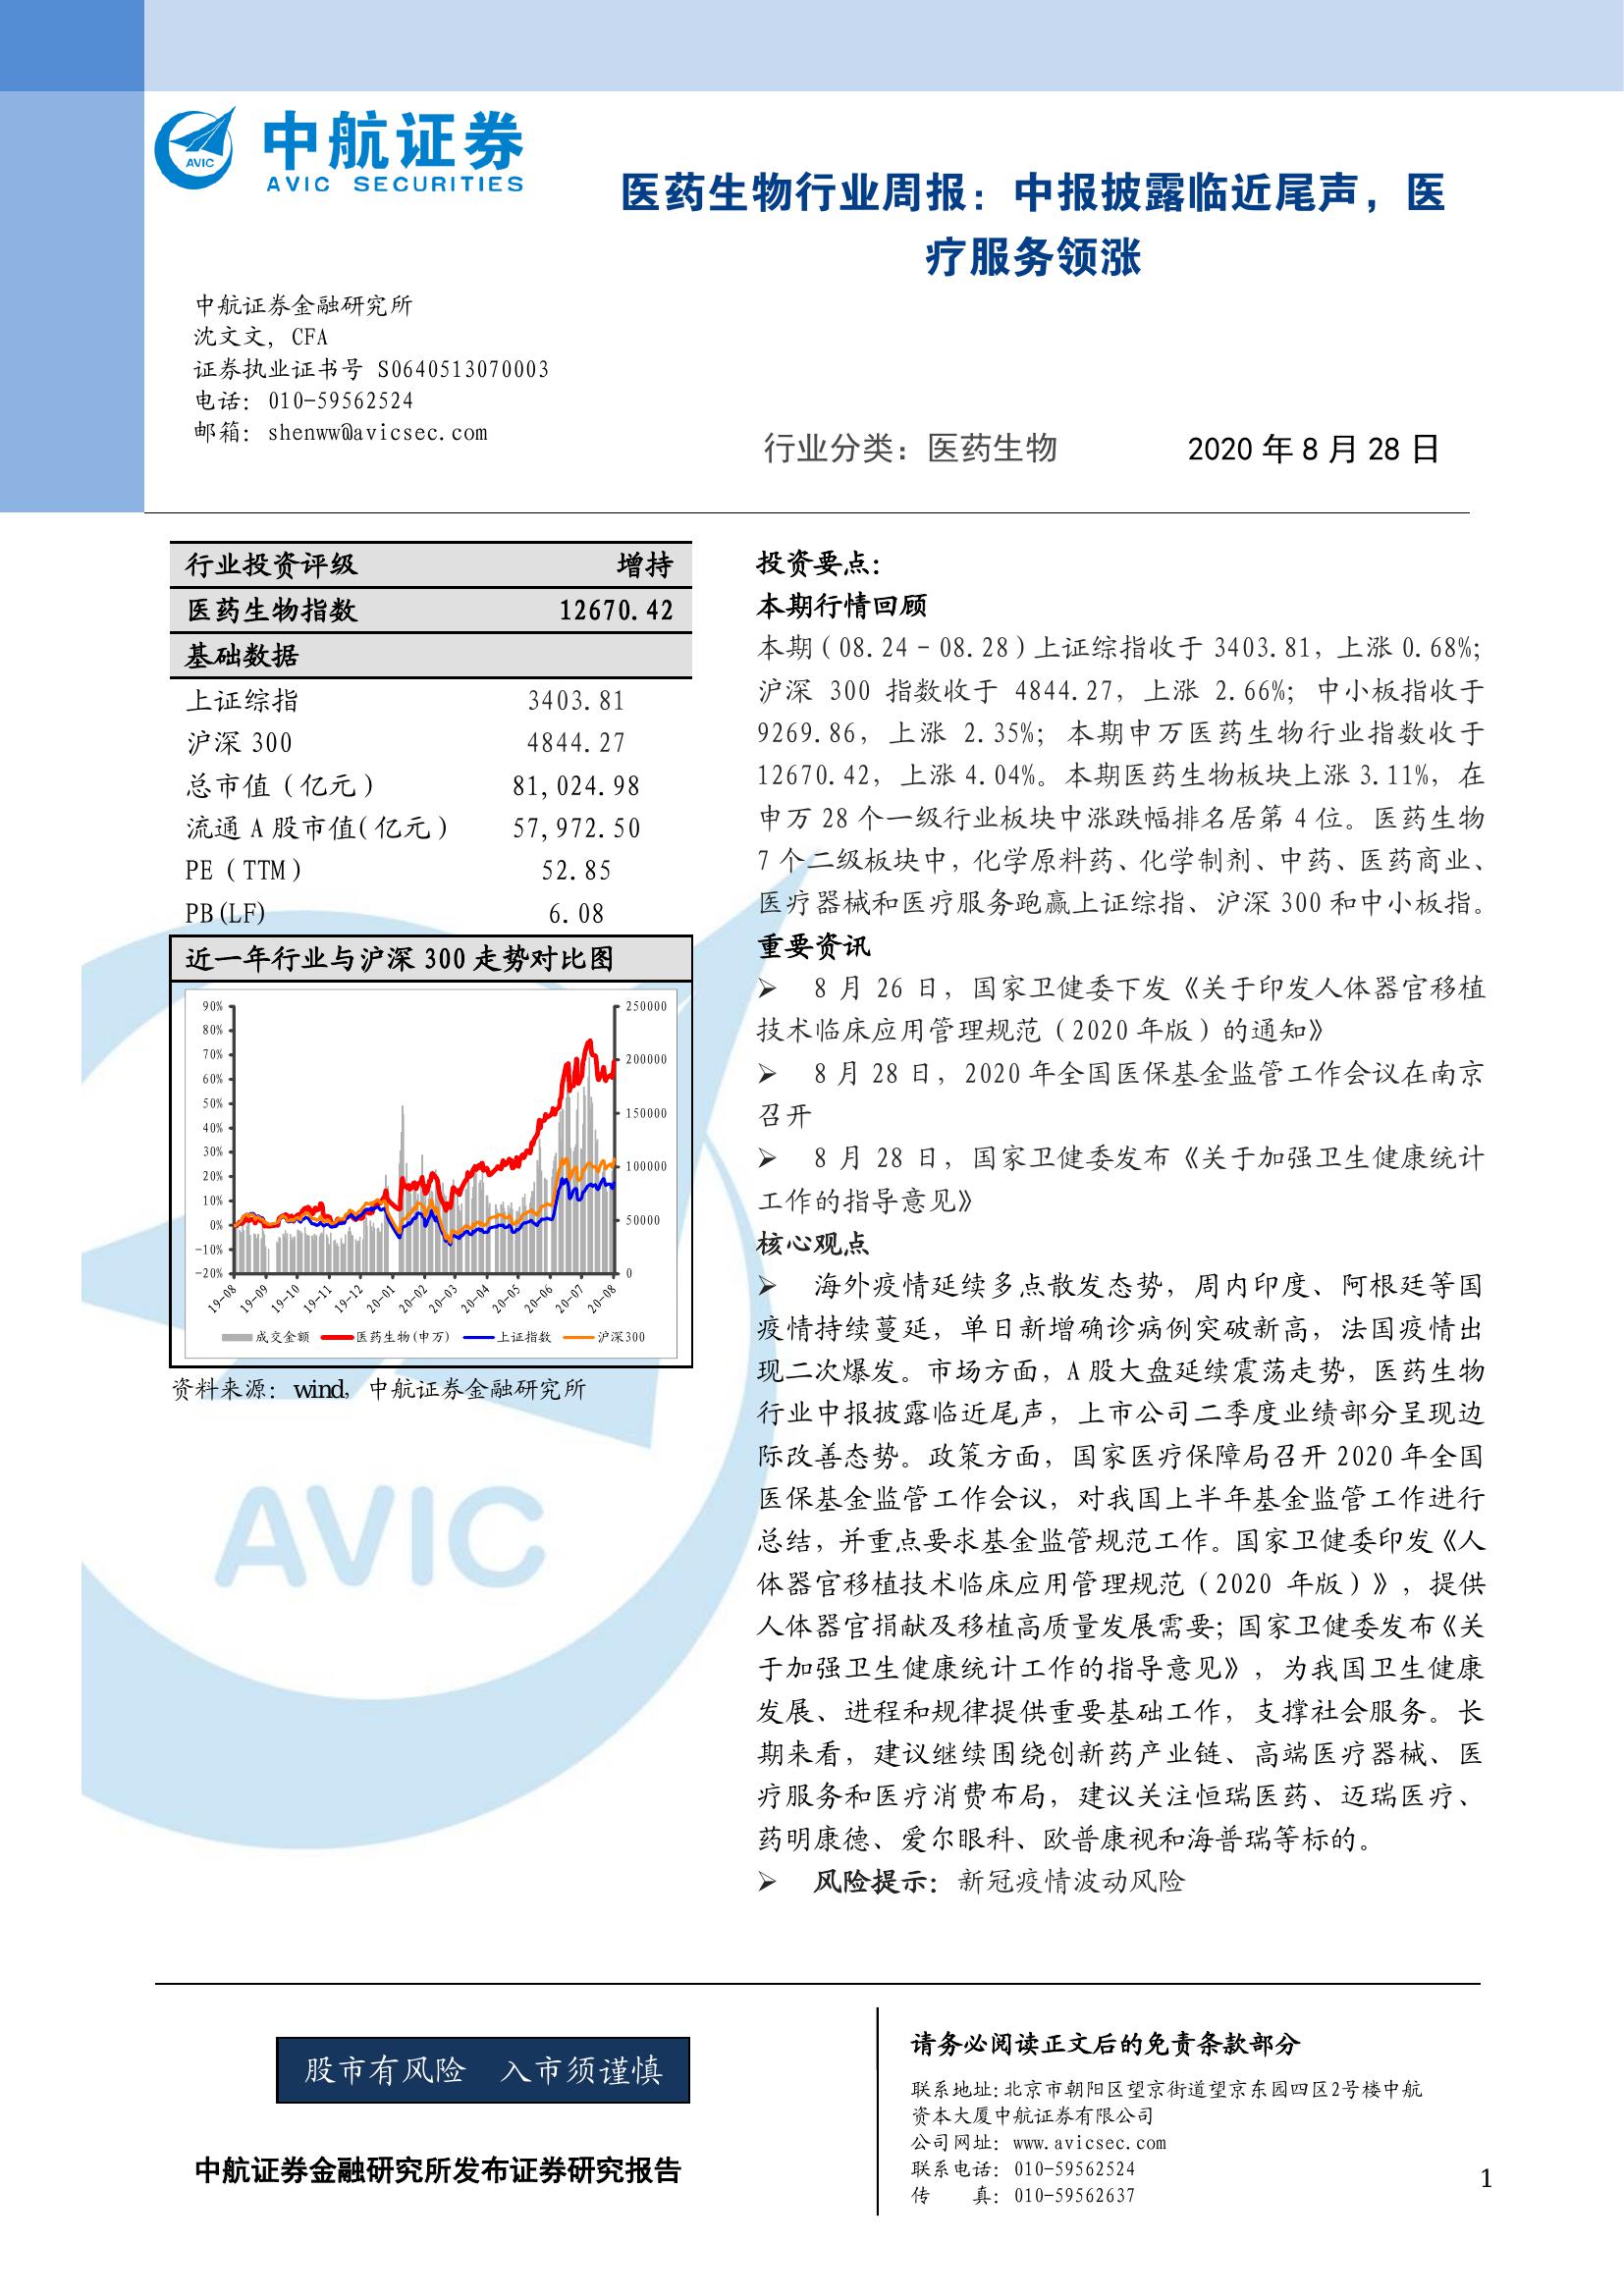 中航证券
AVIC SECURITIES
AVIC
医药生物行业周报：中报披露临近尾声，医
疗服务领涨
中航证券金融研究所
沈文文，CFA
证券执业证书号 S0640513070003
电话：010-59562524
邮箱：shenww@avicsec.com
行业分类：医药生物 2020 年 8 月 28 日
行业投资评级 增持
医药生物指数 12670.42
基础数据
上证综指 3403.81
沪深 300 4844.27
总市值（亿元） 81,024.98
流通 A 股市值(亿元) 57,972.50
PE（TTM） 52.85
PB(LF) 6.08
近一年行业与沪深 300 走势对比图
90%
80%
70%
60%
50%
40%
30%
20%
10%
0%
-10%
-20%
250000
200000
150000
100000
50000
0
19-08 19-09 19-10 19-11 19-12 20-01 20-02 20-03 20-04 20-05 20-06 20-07 20-08
成交金额 医药生物(申万) 上证指数 沪深300
资料来源：wind，中航证券金融研究所
AVIC
投资要点：
本期行情回顾
本期（08.24－08.28）上证综指收于 3403.81，上涨 0.68%；
沪深 300 指数收于 4844.27，上涨 2.66%；中小板指收于
9269.86，上涨 2.35%；本期申万医药生物行业指数收于
12670.42，上涨 4.04%。本期医药生物板块上涨 3.11%，在
申万 28 个一级行业板块中涨跌幅排名居第 4 位。医药生物
7 个二级板块中，化学原料药、化学制剂、中药、医药商业、
医疗器械和医疗服务跑赢上证综指、沪深 300 和中小板指。
重要资讯
➢ 8 月 26 日，国家卫健委下发《关于印发人体器官移植
技术临床应用管理规范（2020 年版）的通知》
➢ 8 月 28 日，2020 年全国医保基金监管工作会议在南京
召开
➢ 8 月 28 日，国家卫健委发布《关于加强卫生健康统计
工作的指导意见》
核心观点
➢ 海外疫情延续多点散发态势，周内印度、阿根廷等国
疫情持续蔓延，单日新增确诊病例突破新高，法国疫情出
现二次爆发。市场方面，A 股大盘延续震荡走势，医药生物
行业中报披露临近尾声，上市公司二季度业绩部分呈现边
际改善态势。政策方面，国家医疗保障局召开 2020 年全国
医保基金监管工作会议，对我国上半年基金监管工作进行
总结，并重点要求基金监管规范工作。国家卫健委印发《人
体器官移植技术临床应用管理规范（2020 年版）》，提供
人体器官捐献及移植高质量发展需要；国家卫健委发布《关
于加强卫生健康统计工作的指导意见》，为我国卫生健康
发展、进程和规律提供重要基础工作，支撑社会服务。长
期来看，建议继续围绕创新药产业链、高端医疗器械、医
疗服务和医疗消费布局，建议关注恒瑞医药、迈瑞医疗、
药明康德、爱尔眼科、欧普康视和海普瑞等标的。
➢ 风险提示：新冠疫情波动风险
股市有风险 入市须谨慎
中航证券金融研究所发布证券研究报告
请务必阅读正文后的免责条款部分
联系地址：北京市朝阳区望京街道望京东园四区2号楼中航
资本大厦中航证券有限公司
公司网址：www.avicsec.com
联系电话：010-59562524
传 真：010-59562637
1